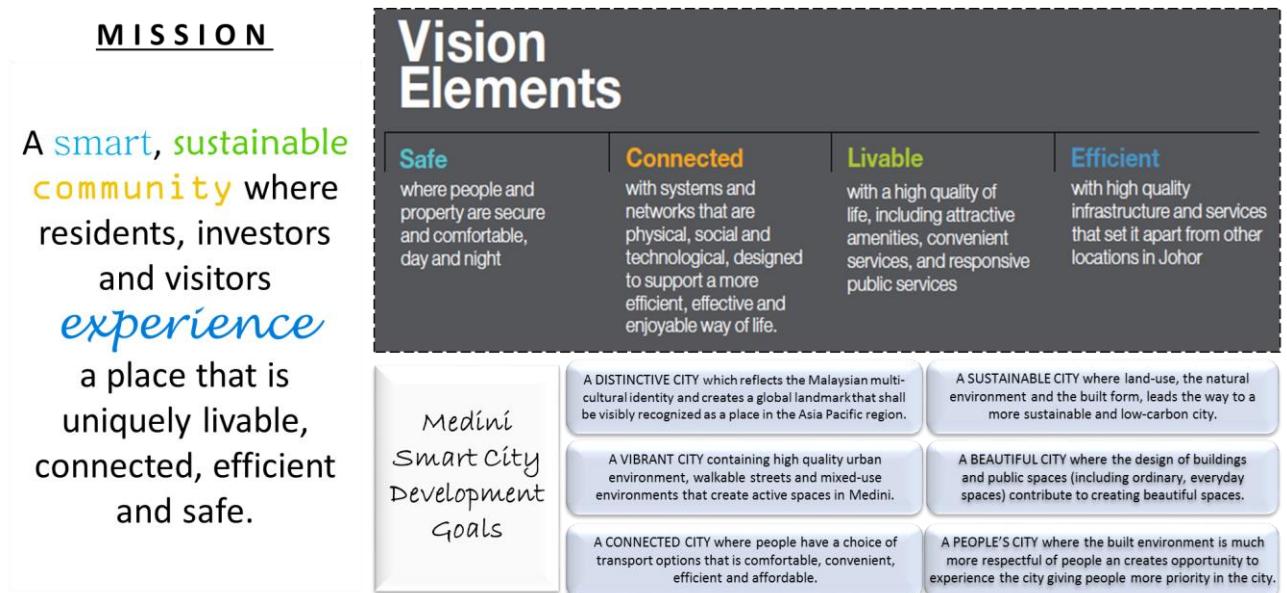 MISSION
A smart, sustainable
community where
residents, investors
and visitors
experience
a place that is
uniquely livable,
connected, efficient
and safe.
Vision
Elements
Safe
where people and
property are secure
and comfortable,
day and night
Connected
with systems and
networks that are
physical, social and
technological, designed
to support a more
efficient, effective and
enjoyable way of life.
Livable
with a high quality of
life, including attractive
amenities, convenient
services, and responsive
public services
Efficient
with high quality
infrastructure and services
that set it apart from other
locations in Johor
Medini
Smart City
Development
Goals
A DISTINCTIVE CITY which reflects the Malaysian multi-
cultural identity and creates a global landmark that shall
be visibly recognized as a place in the Asia Pacific region.
A SUSTAINABLE CITY where land-use, the natural
environment and the built form, leads the way to a
more sustainable and low-carbon city.
A VIBRANT CITY containing high quality urban
environment, walkable streets and mixed-use
environments that create active spaces in Medini.
A BEAUTIFUL CITY where the design of buildings
and public spaces (including ordinary, everyday
spaces) contribute to creating beautiful spaces.
A CONNECTED CITY where people have a choice of
transport options that is comfortable, convenient,
efficient and affordable.
A PEOPLE'S CITY where the built environment is much
more respectful of people an creates opportunity to
experience the city giving people more priority in the city.